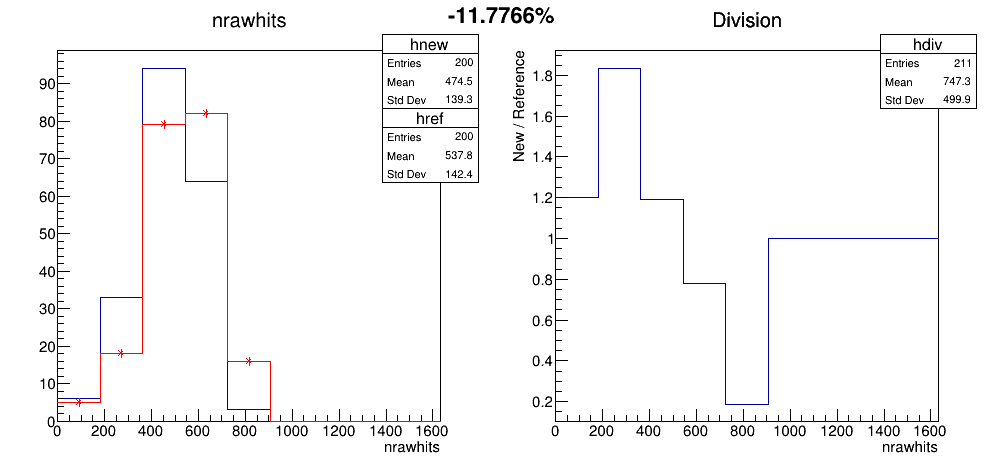 -11.7766%
nrawhits
hnew
Entries 200
Mean 474.5
Std Dev 139.3
href
Entries 200
Mean 537.8
Std Dev 142.4
90
80
70
60
50
40
30
20
10
0
0 200 400 600 800 1000 1200 1400 1600
nrawhits
Division
hdiv
Entries 211
Mean 747.3
Std Dev 499.9
New / Reference
1.8
1.6
1.4
1.2
1
0.8
0.6
0.4
0.2
0 200 400 600 800 1000 1200 1400 1600
nrawhits